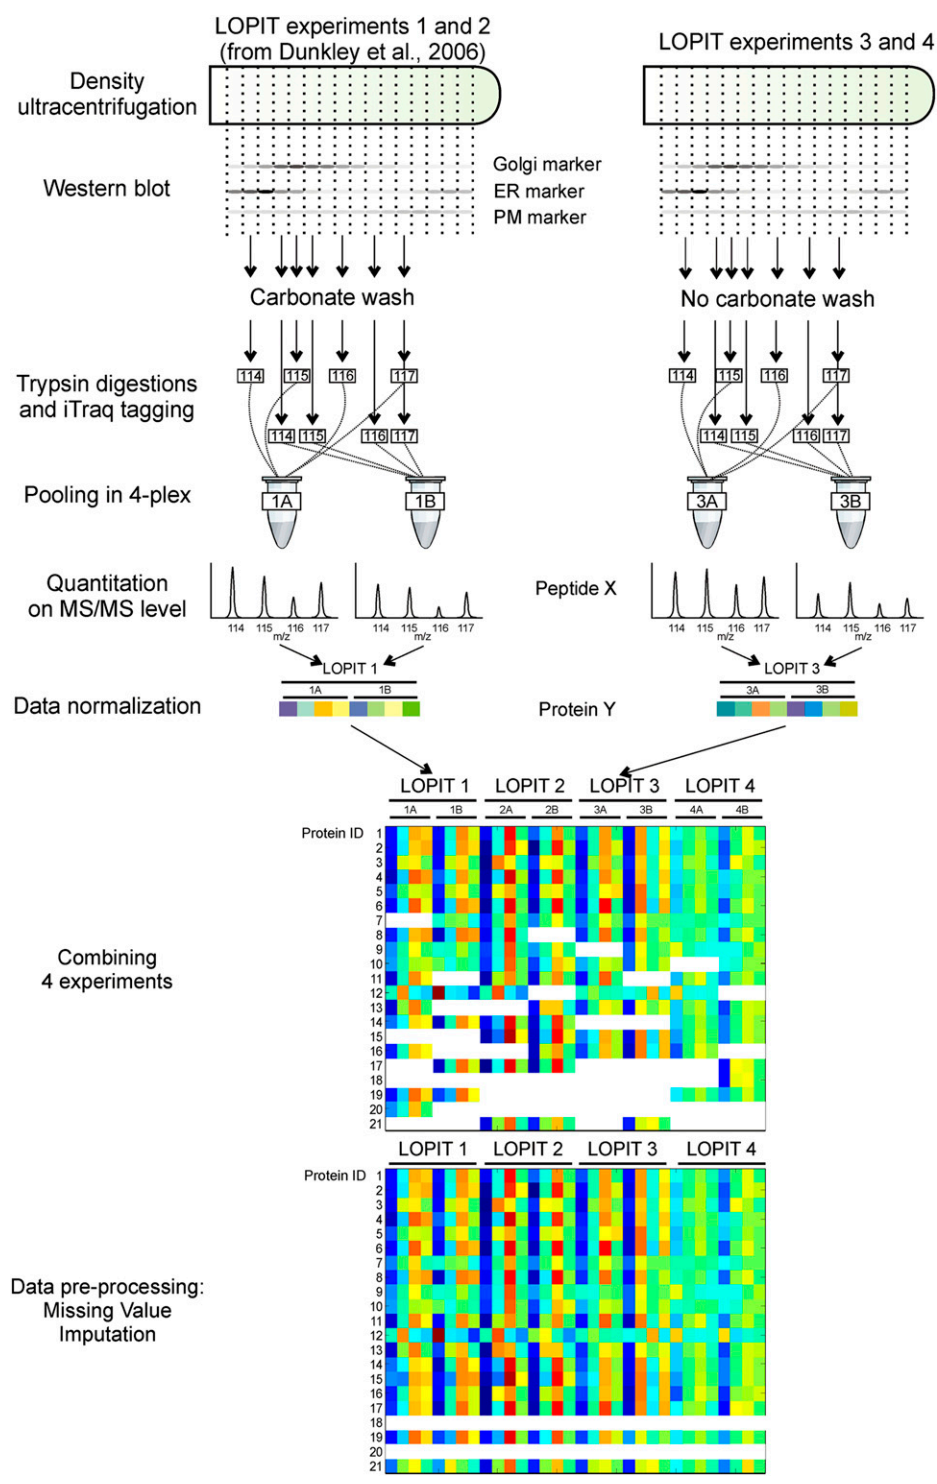 LOPIT experiments 1 and 2
(from Dunkley et al., 2006)
LOPIT experiments 3 and 4
Density
ultracentrifugation
Western blot
Golgi marker
ER marker
PM marker
Carbonate wash
No carbonate wash
Trypsin digestions
and iTraq tagging
114 115 116 117
114 115 116 117
114 115 116 117
114 115 116 117
Pooling in 4-plex
1A 1B
3A 3B
Quantitation
on MS/MS level
Peptide X
114 115 116 117
m/z
114 115 116 117
m/z
114 115 116 117
m/z
114 115 116 117
m/z
LOPIT 1
1A 1B
LOPIT 3
3A 3B
Data normalization
Protein Y
LOPIT 1 LOPIT 2 LOPIT 3 LOPIT 4
1A 1B 2A 2B 3A 3B 4A 4B
Protein ID 1
2
3
4
5
6
7
8
9
10
11
12
13
14
15
16
17
18
19
20
21
Combining
4 experiments
LOPIT 1 LOPIT 2 LOPIT 3 LOPIT 4
Protein ID 1
2
3
4
5
6
7
8
9
10
11
12
13
14
15
16
17
18
19
20
21
Data pre-processing:
Missing Value
Imputation